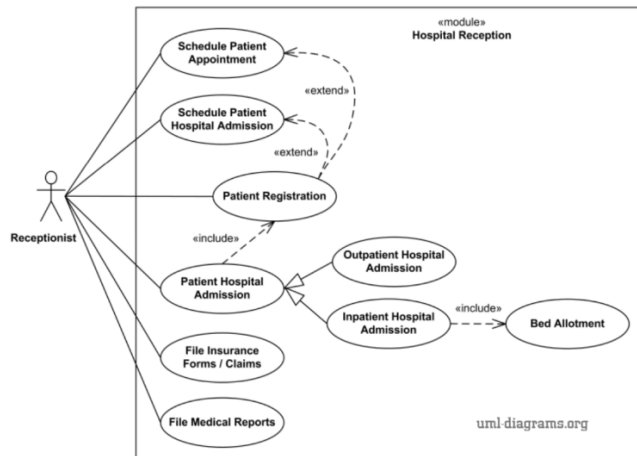 «module»
Hospital Reception
Schedule Patient
Appointment
«extend»
Schedule Patient
Hospital Admission
«extend»
Patient Registration
Receptionist
«include»
Outpatient Hospital
Admission
Patient Hospital
Admission
Inpatient Hospital
Admission
«include»
Bed Allotment
File Insurance
Forms / Claims
File Medical Reports
uml-diagrams.org